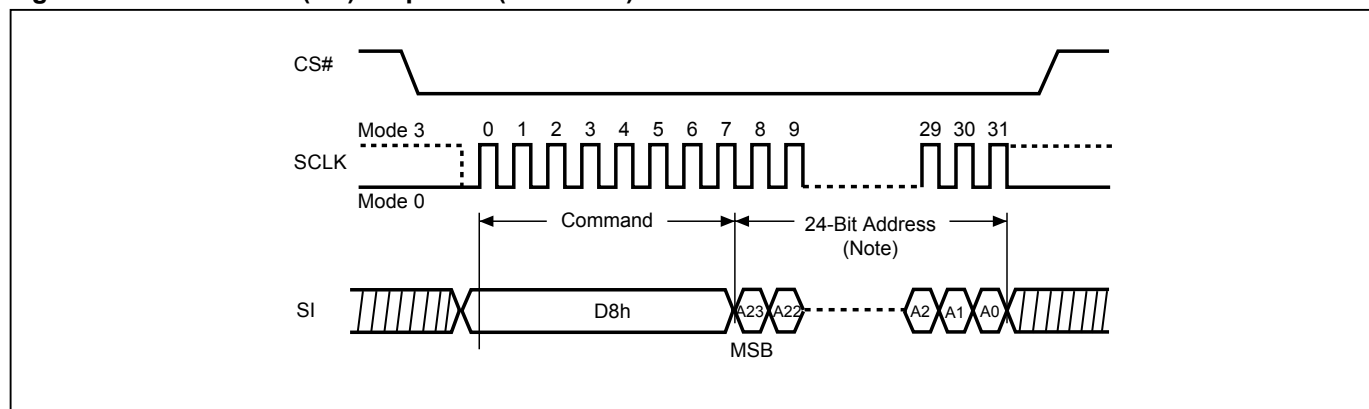 CS#
Mode 3
0 1 2 3 4 5 6 7 8 9 29 30 31
SCLK
Mode 0
Command
24-Bit Address
(Note)
SI
D8h
A23 A22
A2 A1 A0
MSB